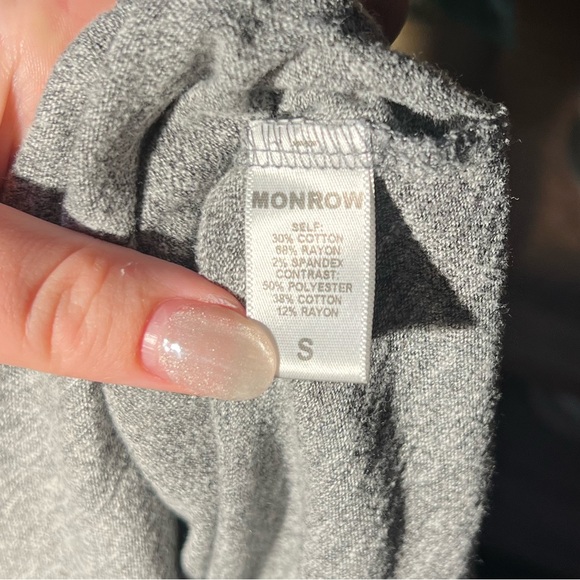 MONROW
SELF:
30% COTTON
68% RAYON
2% SPANDEX
CONTRAST:
50% POLYESTER
38% COTTON
12% RAYON
S